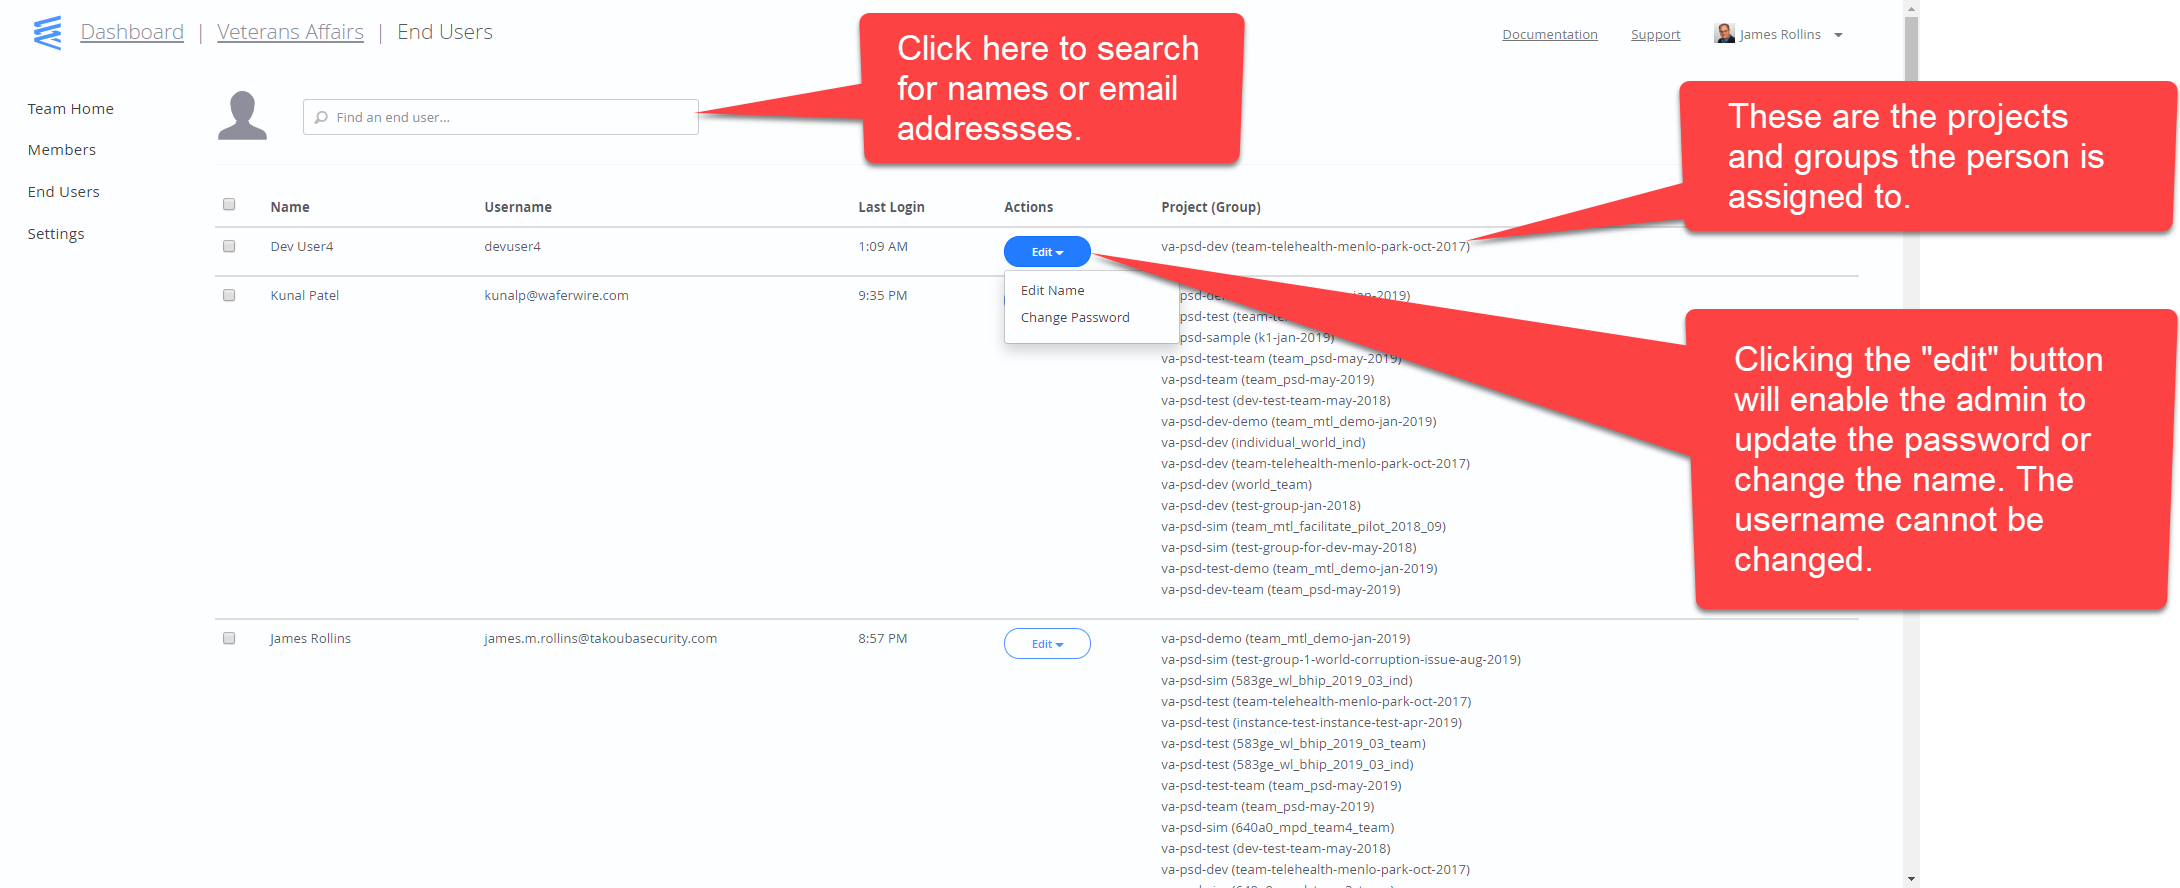 Dashboard | Veterans Affairs | End Users
Documentation
Support
James Rollins
Click here to search
for names or email
addressses.
These are the projects
and groups the person is
assigned to.
Team Home
Members
End Users
Settings
Find an end user...
Name Username Last Login Actions Project (Group)
Dev User4 devuser4 1:09 AM Edit va-psd-dev (team-telehealth-menlo-park-oct-2017)
Edit Name
Change Password
Kunal Patel kunalp@waferwire.com 9:35 PM
psd-test
psd-sample (k1-jan-2019)
va-psd-test-team (team_psd-may-2019)
va-psd-team (team_psd-may-2019)
va-psd-test (dev-test-team-may-2018)
va-psd-dev-demo (team_mtl_demo-jan-2019)
va-psd-dev (individual_world_ind)
va-psd-dev (team-telehealth-menlo-park-oct-2017)
va-psd-dev (world_team)
va-psd-dev (test-group-jan-2018)
va-psd-sim (team_mtl_facilitate_pilot_2018_09)
va-psd-sim (test-group-for-dev-may-2018)
va-psd-test-demo (team_mtl_demo-jan-2019)
va-psd-dev-team (team_psd-may-2019)
Clicking the "edit" button
will enable the admin to
update the password or
change the name. The
username cannot be
changed.
James Rollins james.m.rollins@takoubasecurity.com 8:57 PM Edit va-psd-demo (team_mtl_demo-jan-2019)
va-psd-sim (test-group-1-world-corruption-issue-aug-2019)
va-psd-sim (583ge_wl_bhip_2019_03_ind)
va-psd-test (team-telehealth-menlo-park-oct-2017)
va-psd-test (instance-test-instance-test-apr-2019)
va-psd-test (583ge_wl_bhip_2019_03_team)
va-psd-test (583ge_wl_bhip_2019_03_ind)
va-psd-test-team (team_psd-may-2019)
va-psd-team (team_psd-may-2019)
va-psd-sim (640a0_mpd_team4_team)
va-psd-test (dev-test-team-may-2018)
va-psd-dev (team-telehealth-menlo-park-oct-2017)